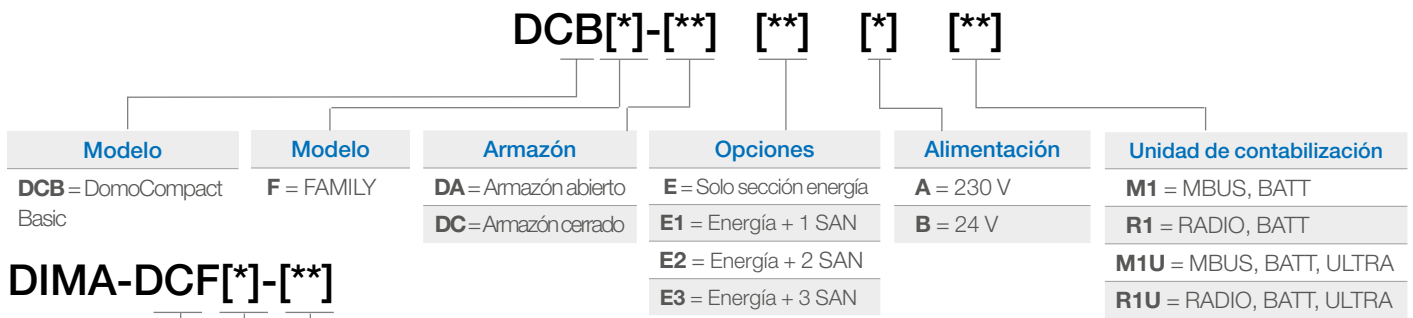 DCB[*]-[**] [**] [*] [**]
Modelo
DCB = DomoCompact
Basic
Modelo
F = FAMILY
Armazón
DA = Armazón abierto
DC = Armazón cerrado
Opciones
E = Solo sección energía
E1 = Energía + 1 SAN
E2 = Energía + 2 SAN
E3 = Energía + 3 SAN
Alimentación
A = 230 V
B = 24 V
Unidad de contabilización
M1 = MBUS, BATT
R1 = RADIO, BATT
M1U = MBUS, BATT, ULTRA
R1U = RADIO, BATT, ULTRA
DIMA-DCF[*]-[**]